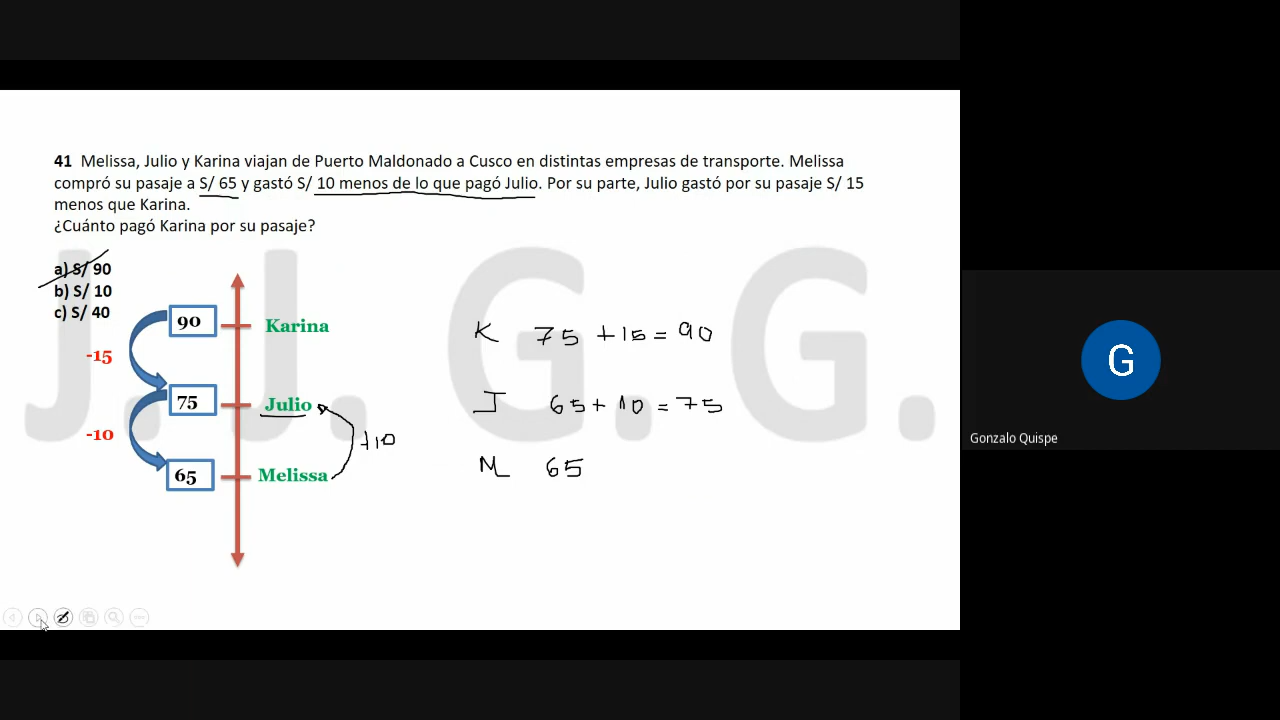 41 Melissa, Julio y Karina viajan de Puerto Maldonado a Cusco en distintas empresas de transporte. Melissa
compró su pasaje a S/ 65 y gastó S/ 10 menos de lo que pagó Julio. Por su parte, Julio gastó por su pasaje S/ 15
menos que Karina.
¿Cuánto pagó Karina por su pasaje?
J. J. G. G.
a) S/ 90
b) S/ 10
c) S/ 40
90 Karina
K 75 +15 = 90
-15
75 Julio
J 65+ 10 = 75
-10
+10
65 Melissa
M 65
G
Gonzalo Quispe